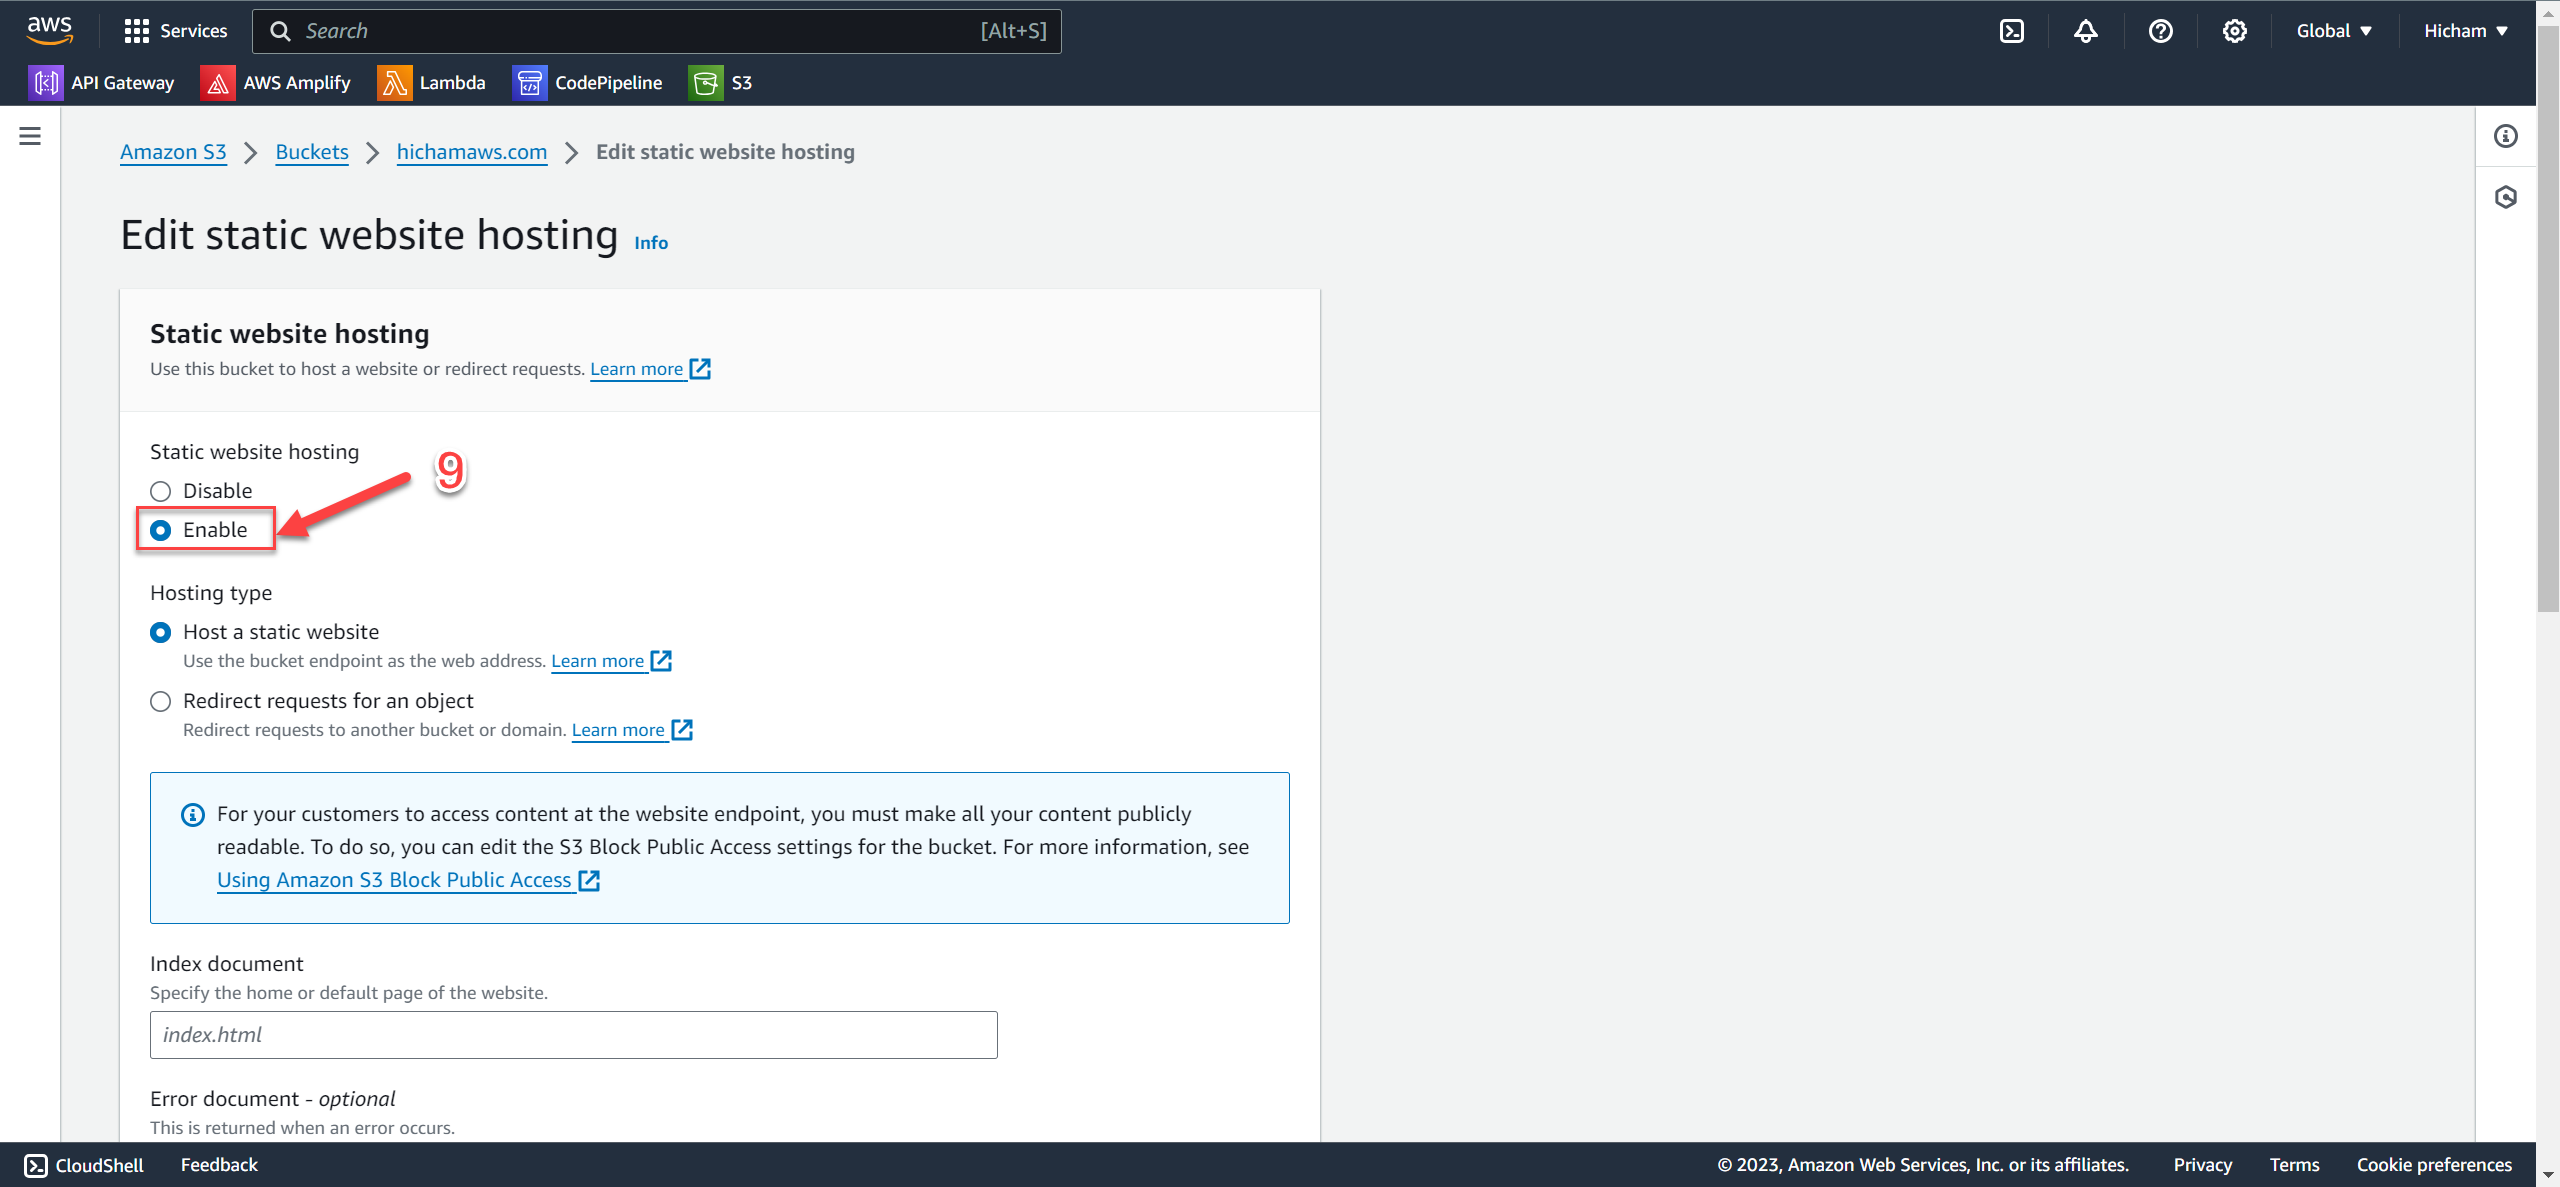 aws
Services
Search
[Alt+S]
Global
Hicham
API Gateway
AWS Amplify
Lambda
CodePipeline
S3
Amazon S3 > Buckets > hichamaws.com > Edit static website hosting
Edit static website hosting Info
Static website hosting
Use this bucket to host a website or redirect requests. Learn more
Static website hosting
Disable
9
Enable
Hosting type
Host a static website
Use the bucket endpoint as the web address. Learn more
Redirect requests for an object
Redirect requests to another bucket or domain. Learn more
For your customers to access content at the website endpoint, you must make all your content publicly
readable. To do so, you can edit the S3 Block Public Access settings for the bucket. For more information, see
Using Amazon S3 Block Public Access
Index document
Specify the home or default page of the website.
index.html
Error document - optional
This is returned when an error occurs.
CloudShell
Feedback
© 2023, Amazon Web Services, Inc. or its affiliates.
Privacy
Terms
Cookie preferences